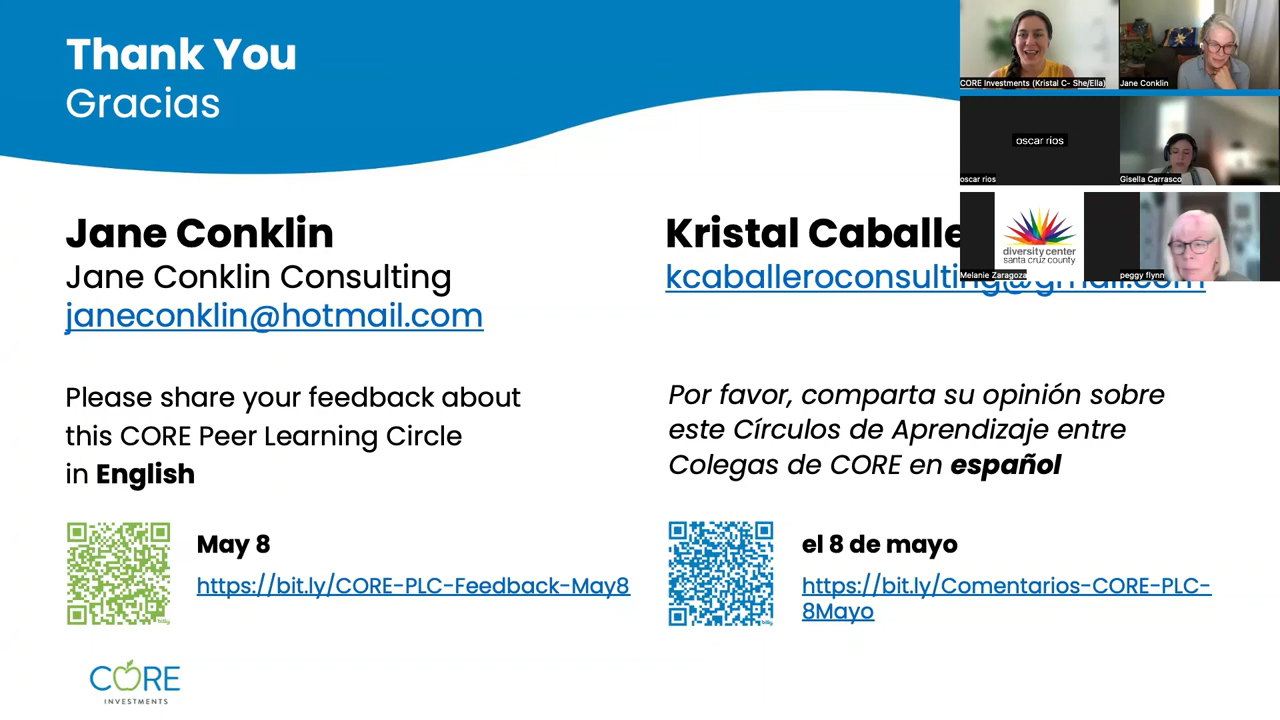 Thank You
Gracias
Jane Conklin
Jane Conklin Consulting
janeconklin@hotmail.com
Please share your feedback about
this CORE Peer Learning Circle
in English
May 8
https://bit.ly/CORE-PLC-Feedback-May8
Kristal Caballe
kcaballeroconsulting@gmail.com
Por favor, comparta su opinión sobre
este Círculos de Aprendizaje entre
Colegas de CORE en español
el 8 de mayo
https://bit.ly/Comentarios-CORE-PLC-
8Mayo
CORE
INVESTMENTS
CORE Investments (Kristal C- She/Ella)
Jane Conklin
oscar rios
oscar rios
Gisella Carrasco
diversity center
santa cruz county
Melanie Zaragoza
peggy flynn